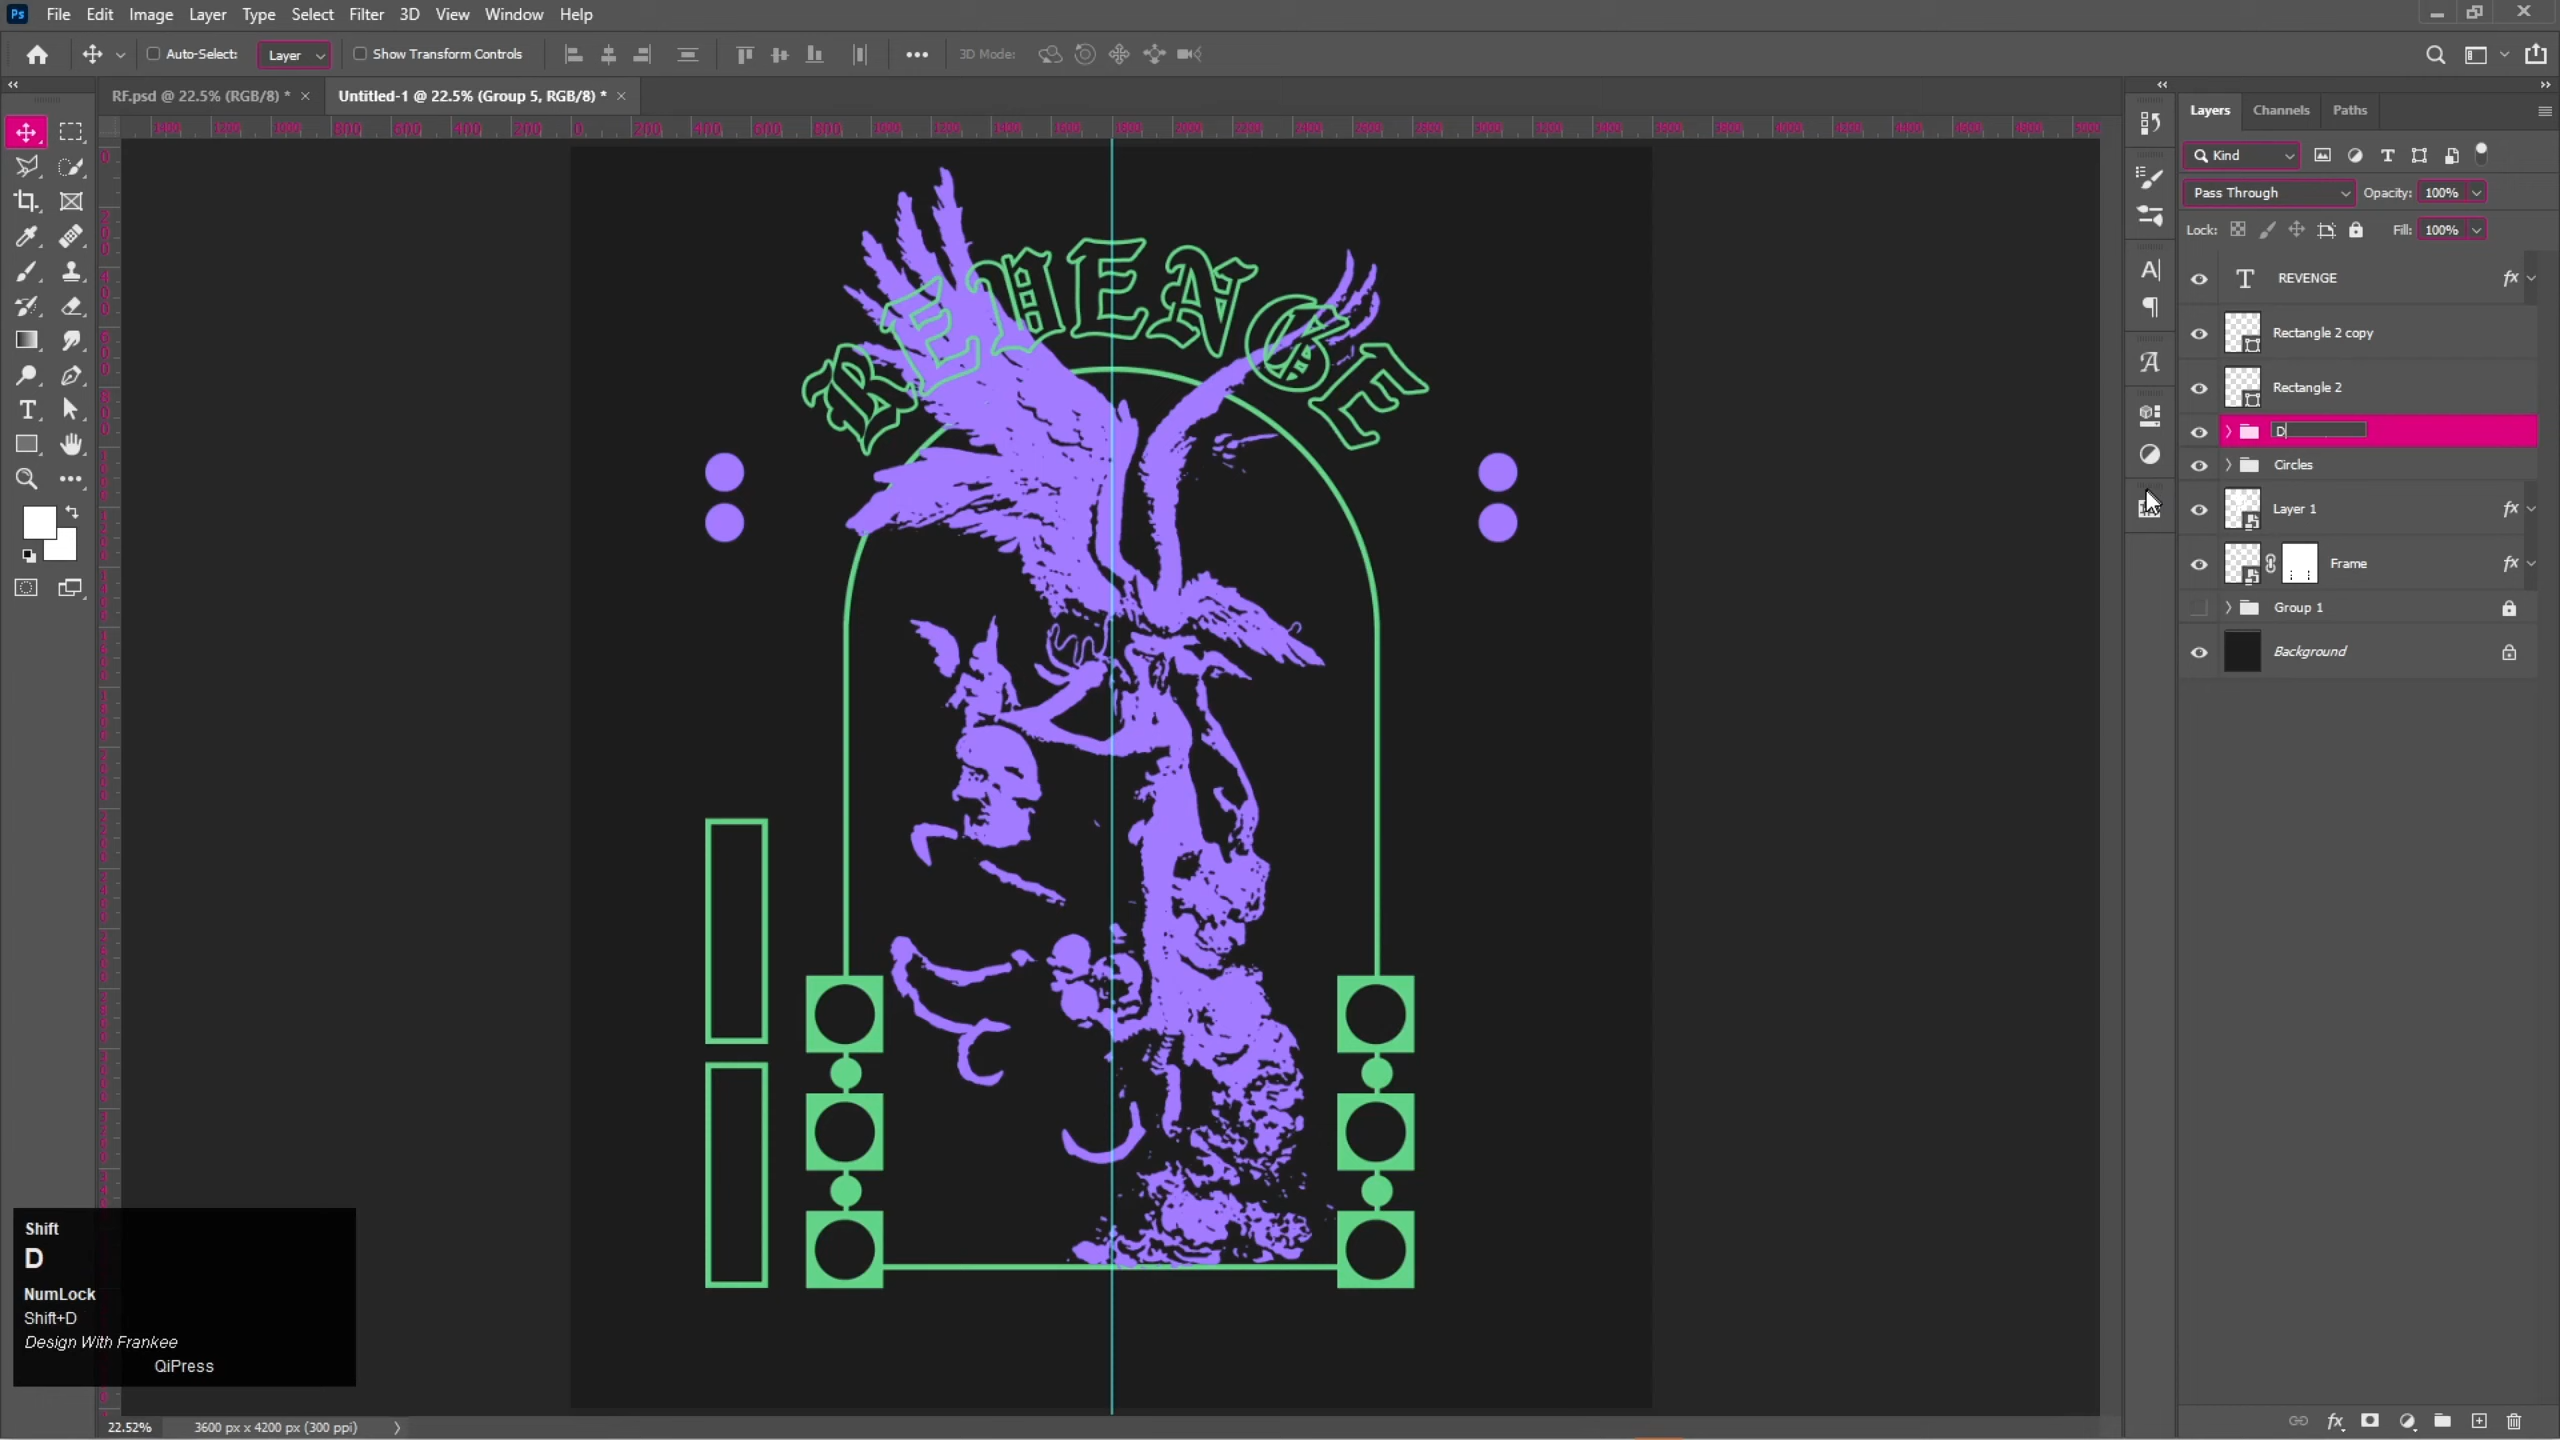 Ps File Edit Image Layer Type Select Filter 3D View Window Help
Auto-Select: Layer Show Transform Controls 3D Mode:
RF.psd @ 22.5% (RGB/8) * × Untitled-1 @ 22.5% (Group 5, RGB/8) * ×
Layers Channels Paths
Kind
Pass Through Opacity: 100%
Lock: Fill: 100%
REVENGE fx
Rectangle 2 copy
Rectangle 2
D
Circles
Layer 1 fx
Frame fx
Group 1
Background
REVENGE
Shift
D
NumLock
Shift+D
Design With Frankee
QiPress
22.52% 3600 px x 4200 px (300 ppi)